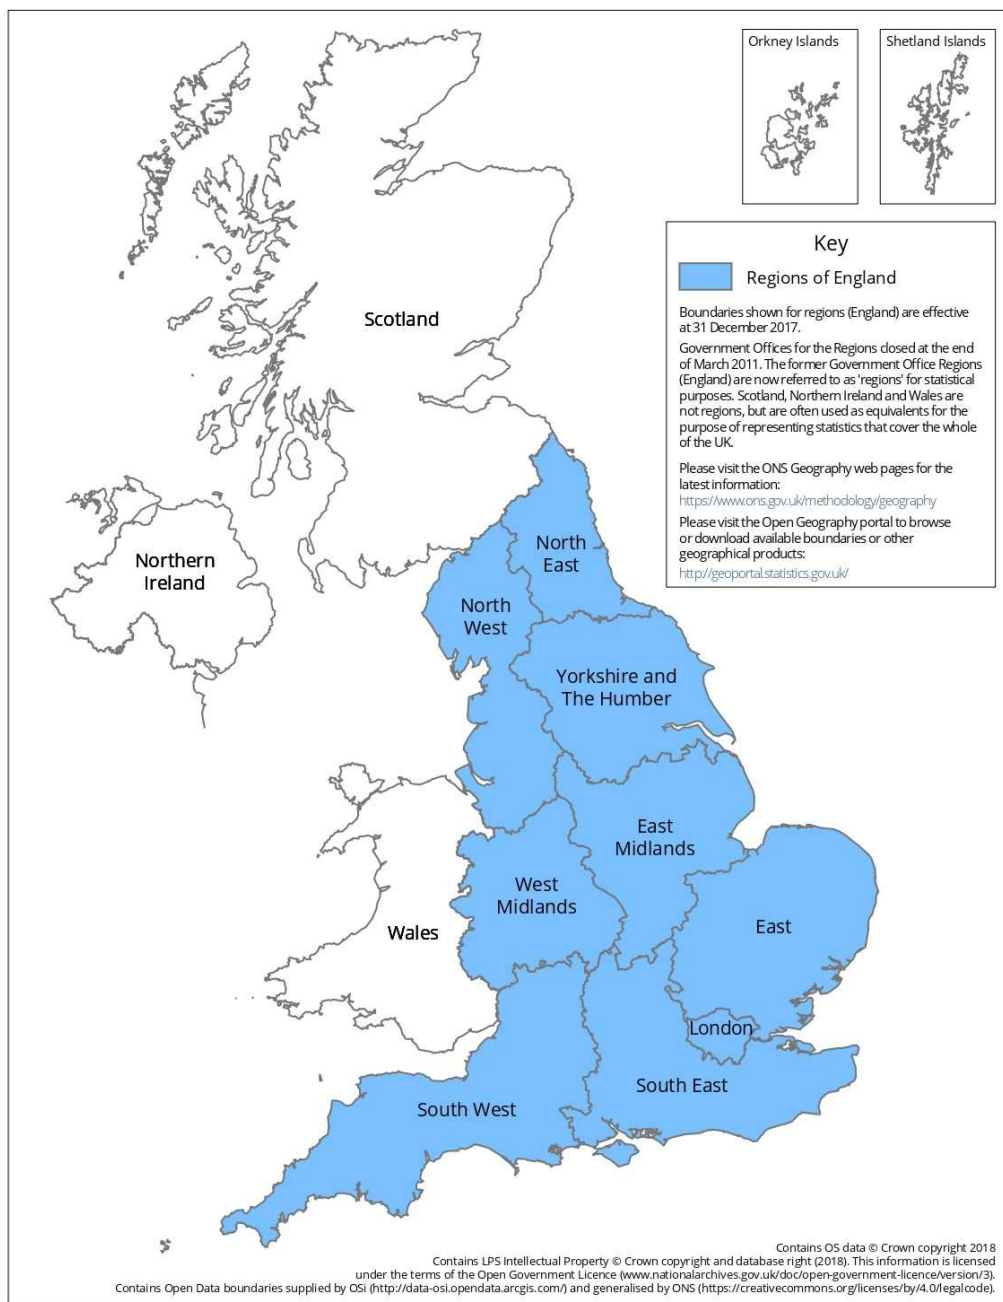 Orkney Islands
Shetland Islands
Key
Regions of England
Boundaries shown for regions (England) are effective
at 31 December 2017.
Government Offices for the Regions closed at the end
of March 2011. The former Government Office Regions
(England) are now referred to as 'regions' for statistical
purposes. Scotland, Northern Ireland and Wales are
not regions, but are often used as equivalents for the
purpose of representing statistics that cover the whole
of the UK.
Please visit the ONS Geography web pages for the
latest information:
https://www.ons.gov.uk/methodology/geography
Please visit the Open Geography portal to browse
or download available boundaries or other
geographical products:
http://geoportal.statistics.gov.uk/
Scotland
Northern
Ireland
North
East
North
West
Yorkshire and
The Humber
East
Midlands
West
Midlands
East
Wales
London
South East
South West
Contains OS data © Crown copyright 2018
Contains LPS Intellectual Property © Crown copyright and database right (2018). This information is licensed
under the terms of the Open Government Licence (www.nationalarchives.gov.uk/doc/open-government-licence/version/3).
Contains Open Data boundaries supplied by OSi (http://data-osi.opendata.arcgis.com/) and generalised by ONS (https://creativecommons.org/licenses/by/4.0/legalcode).